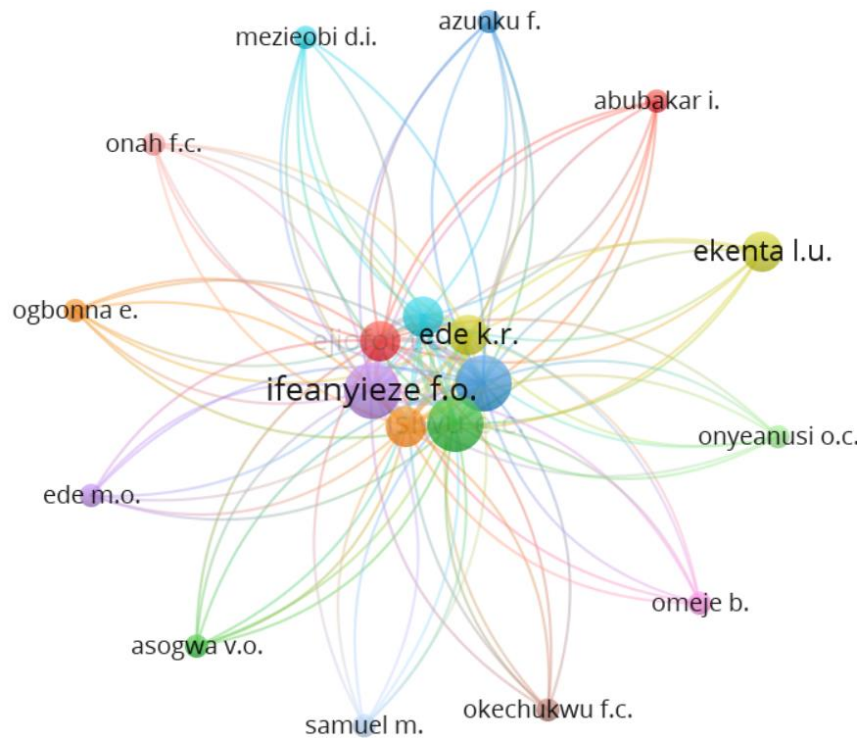 azunku f.
mezieobi d.i.
abubakar i.
onah f.c.
ekenta l.u.
ogbonna e.
ede k.r.
ifeanyieze f.o.
onyeanusi o.c.
ede m.o.
omeje b.
asogwa v.o.
okechukwu f.c.
samuel m.